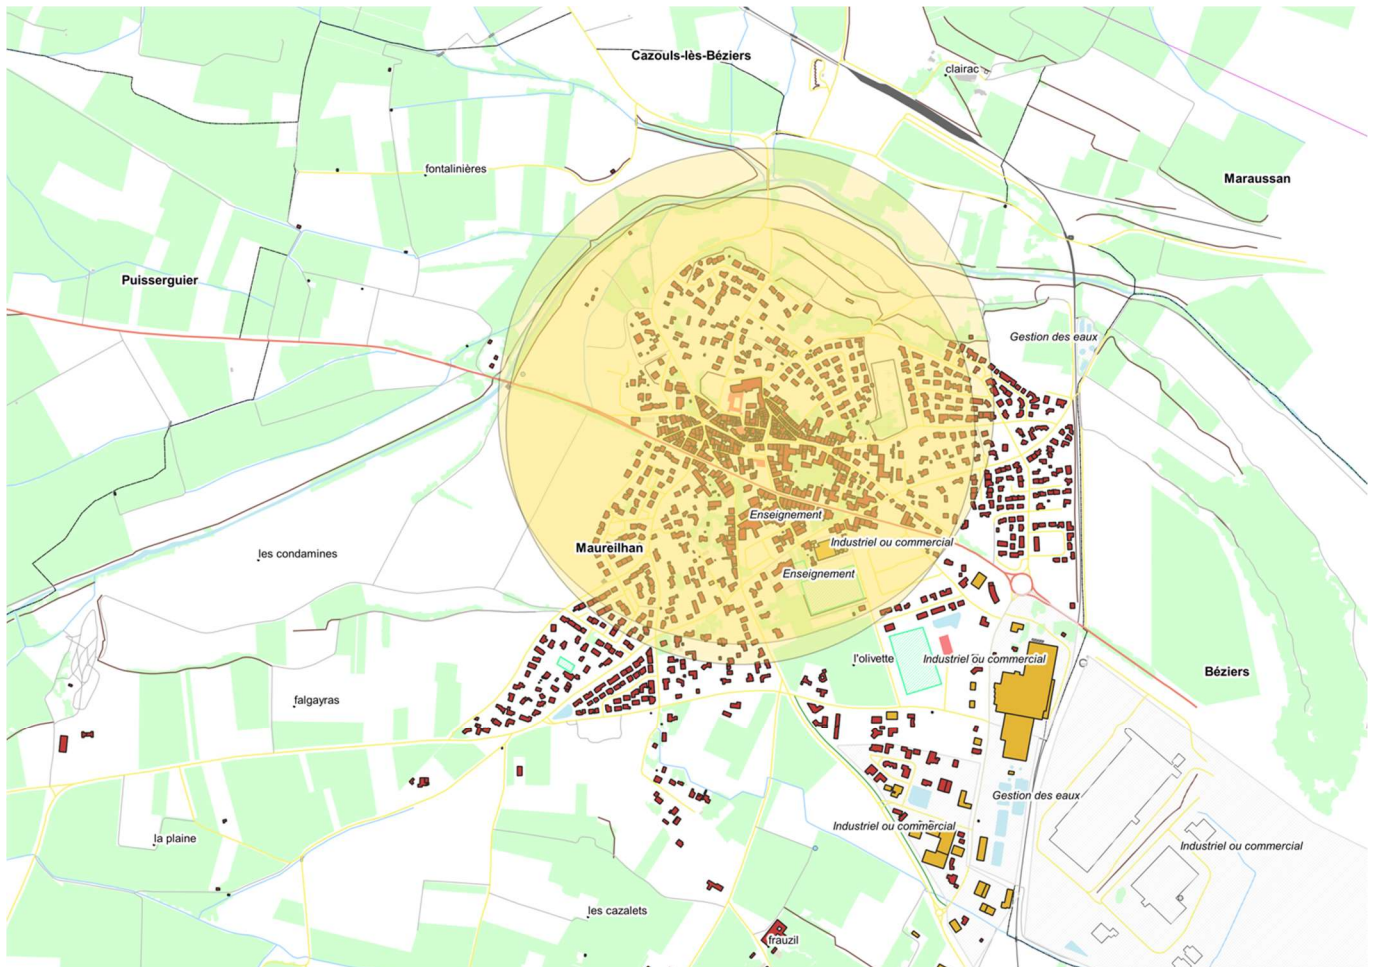 Cazouls-lès-Béziers
clairac
fontalinières
Maraussan
Puisserguier
Gestion des eaux
Enseignement
Industriel ou commercial
Maureilhan
les condamines
Enseignement
l'olivette
Industriel ou commercial
Béziers
falgayras
Gestion des eaux
Industriel ou commercial
la plaine
Industriel ou commercial
les cazalets
frauzil